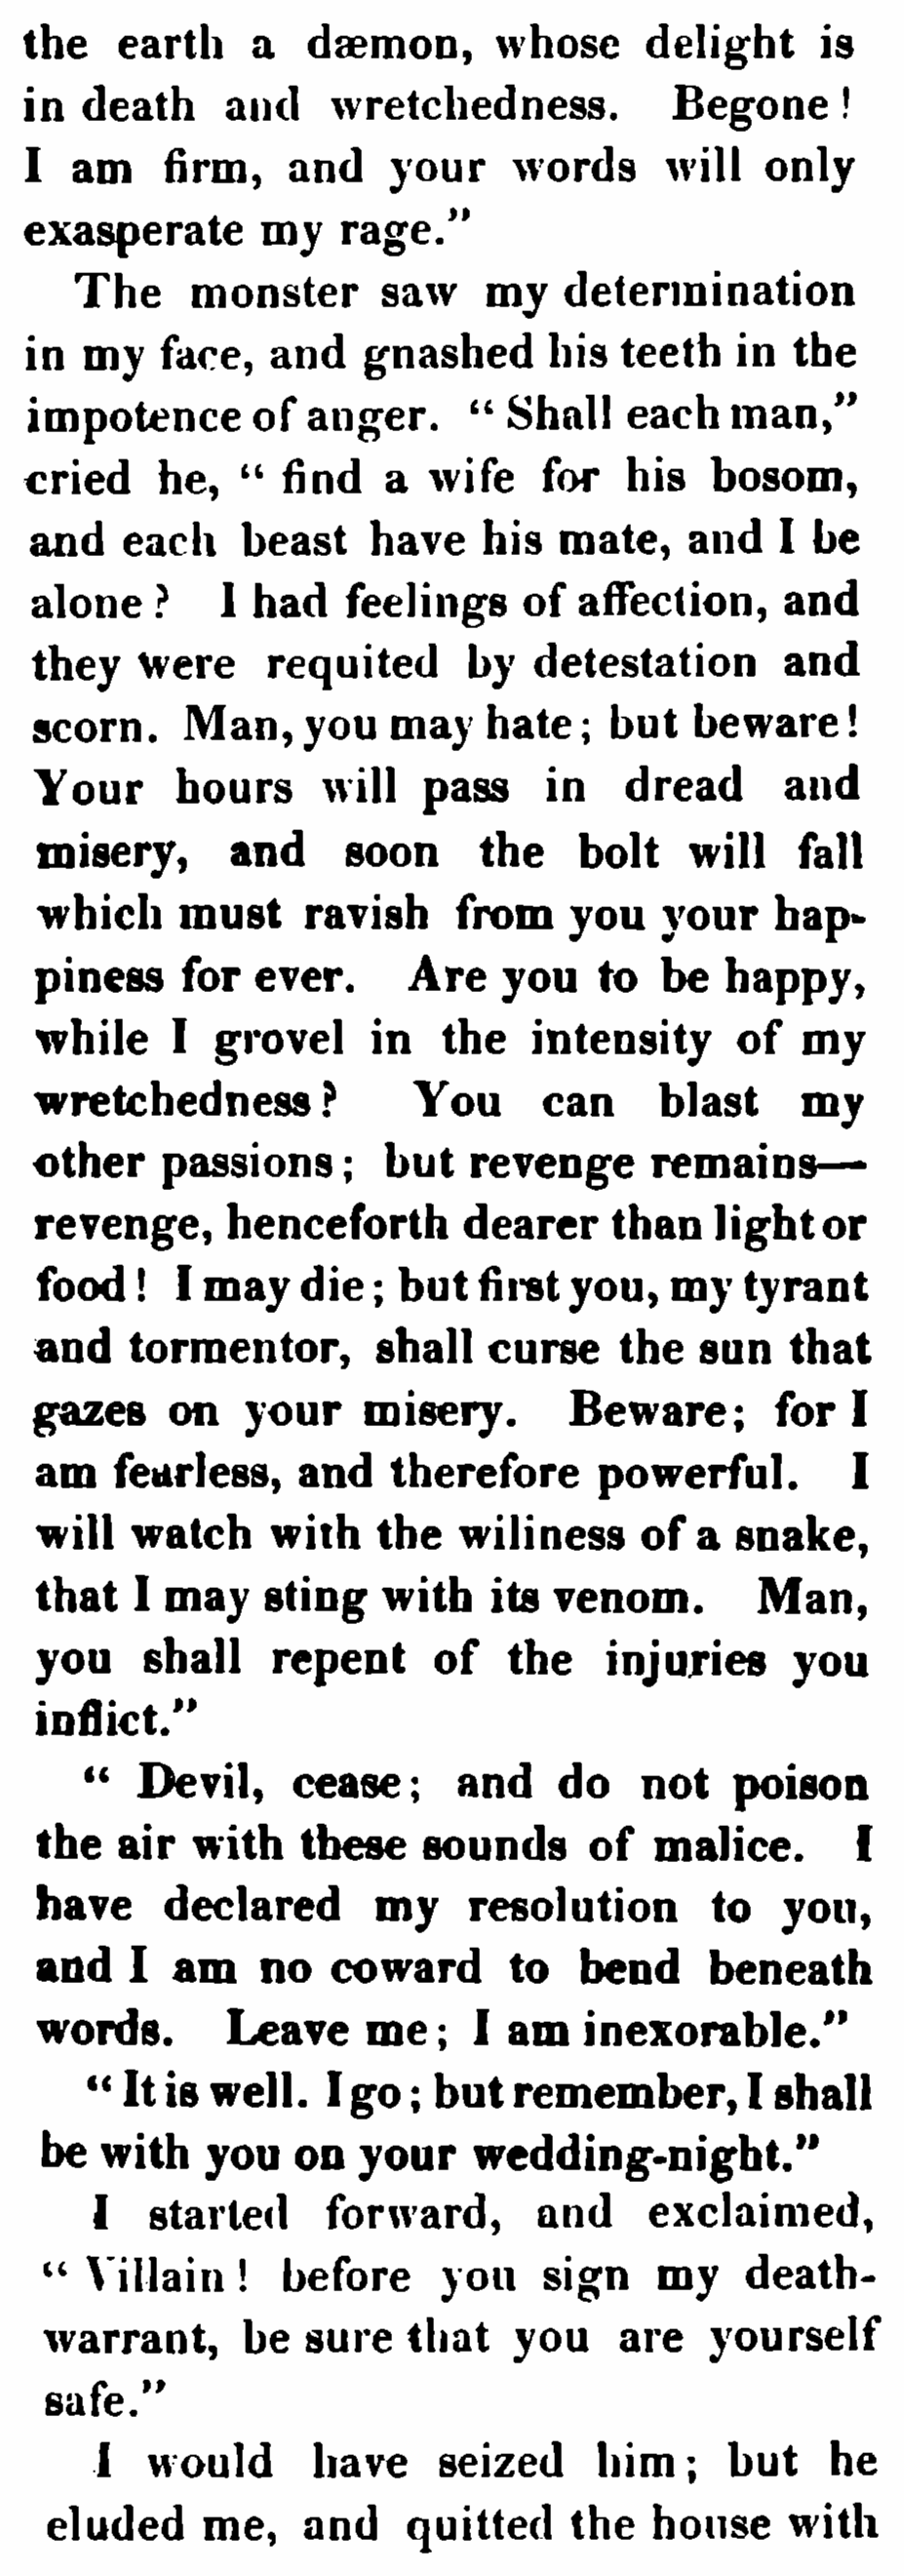 the earth a dæmon, whose delight is
in death and wretchedness. Begone!
I am firm, and your words will only
exasperate my rage.”
The monster saw my determination
in my face, and gnashed his teeth in the
impotence of anger. “Shall each man,”
cried he, “find a wife for his bosom,
and each beast have his mate, and I be
alone? I had feelings of affection, and
they were requited by detestation and
scorn. Man, you may hate; but beware!
Your hours will pass in dread and
misery, and soon the bolt will fall
which must ravish from you your hap-
piness for ever. Are you to be happy,
while I grovel in the intensity of my
wretchedness? You can blast my
other passions; but revenge remains—
revenge, henceforth dearer than light or
food! I may die; but first you, my tyrant
and tormentor, shall curse the sun that
gazes on your misery. Beware; for I
am fearless, and therefore powerful. I
will watch with the wiliness of a snake,
that I may sting with its venom. Man,
you shall repent of the injuries you
inflict.”
“Devil, cease; and do not poison
the air with these sounds of malice. I
have declared my resolution to you,
and I am no coward to bend beneath
words. Leave me; I am inexorable.”
“It is well. I go; but remember, I shall
be with you on your wedding-night.”
I started forward, and exclaimed,
“Villain! before you sign my death-
warrant, be sure that you are yourself
safe.”
I would have seized him; but he
eluded me, and quitted the house with